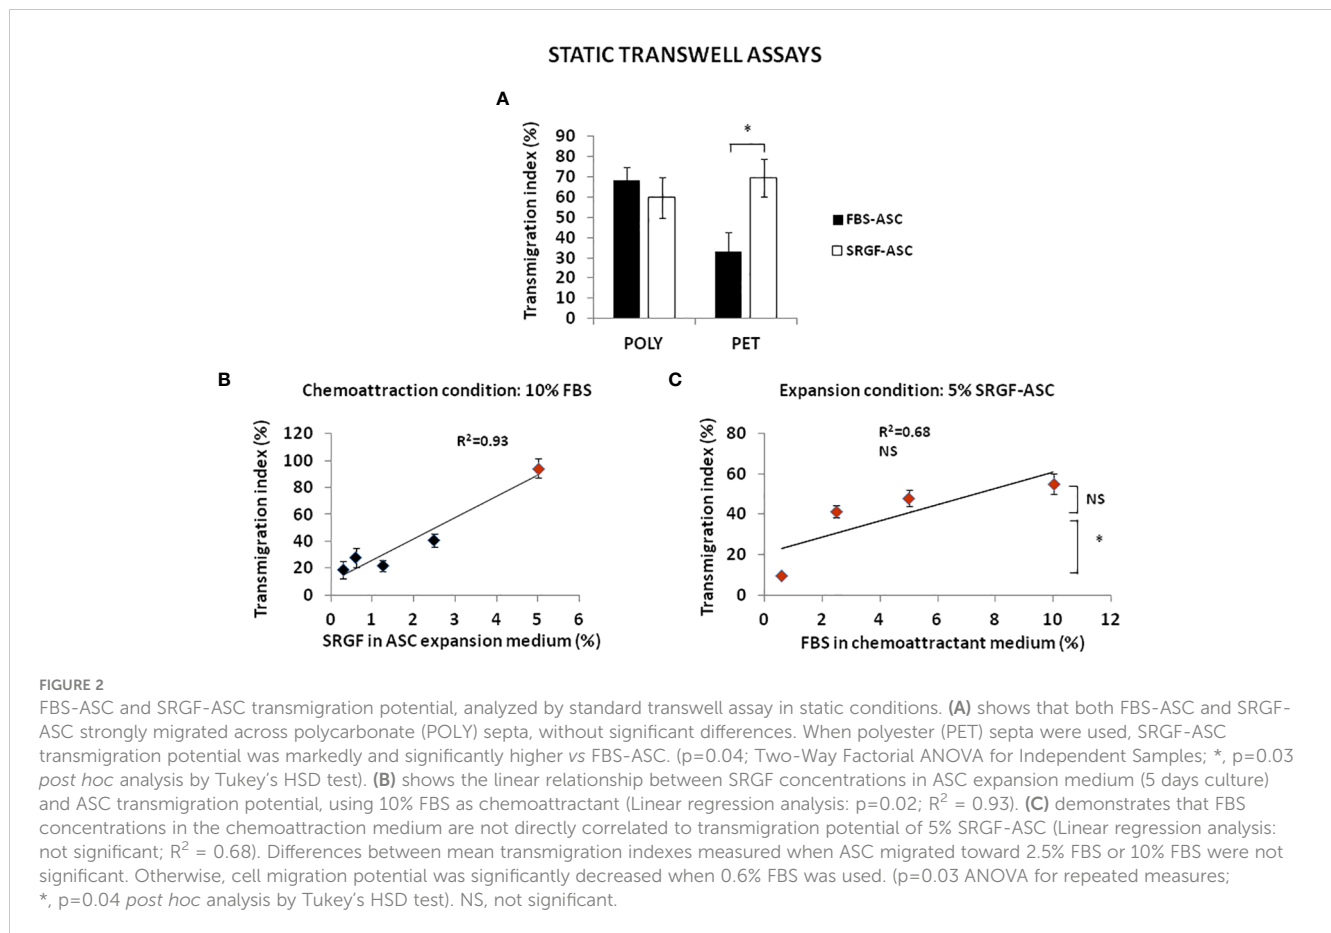 STATIC TRANSWELL ASSAYS
A
Transmigration index (%)
90
80
70
60
50
40
30
20
10
0
*
POLY
PET
FBS-ASC
SRGF-ASC
B
Chemoattraction condition: 10% FBS
Transmigration index (%)
120
100
80
60
40
20
0
R²=0.93
0 1 2 3 4 5 6
SRGF in ASC expansion medium (%)
C
Expansion condition: 5% SRGF-ASC
Transmigration index (%)
80
60
40
20
0
R²=0.68
NS
NS
*
0 2 4 6 8 10 12
FBS in chemoattractant medium (%)
FIGURE 2
FBS-ASC and SRGF-ASC transmigration potential, analyzed by standard transwell assay in static conditions. (A) shows that both FBS-ASC and SRGF-
ASC strongly migrated across polycarbonate (POLY) septa, without significant differences. When polyester (PET) septa were used, SRGF-ASC
transmigration potential was markedly and significantly higher vs FBS-ASC. (p=0.04; Two-Way Factorial ANOVA for Independent Samples; *, p=0.03
post hoc analysis by Tukey's HSD test). (B) shows the linear relationship between SRGF concentrations in ASC expansion medium (5 days culture)
and ASC transmigration potential, using 10% FBS as chemoattractant (Linear regression analysis: p=0.02; R² = 0.93). (C) demonstrates that FBS
concentrations in the chemoattraction medium are not directly correlated to transmigration potential of 5% SRGF-ASC (Linear regression analysis:
not significant; R² = 0.68). Differences between mean transmigration indexes measured when ASC migrated toward 2.5% FBS or 10% FBS were not
significant. Otherwise, cell migration potential was significantly decreased when 0.6% FBS was used. (p=0.03 ANOVA for repeated measures;
*, p=0.04 post hoc analysis by Tukey's HSD test). NS, not significant.